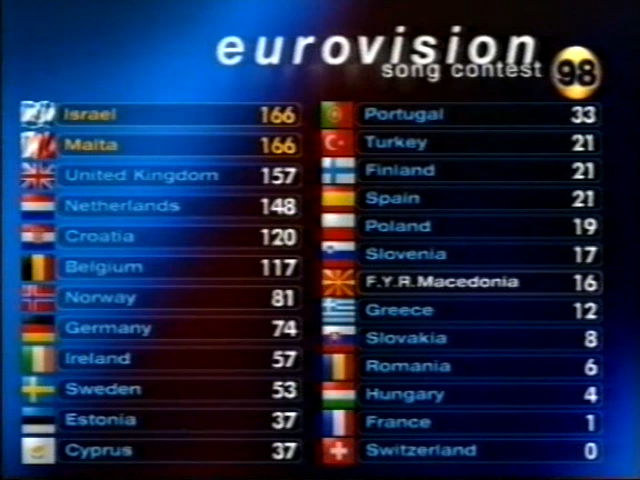 eurovision
song contest
98
Israel 166
Malta 166
United Kingdom 157
Netherlands 148
Croatia 120
Belgium 117
Norway 81
Germany 74
Ireland 57
Sweden 53
Estonia 37
Cyprus 37
Portugal 33
Turkey 21
Finland 21
Spain 21
Poland 19
Slovenia 17
F.Y.R.Macedonia 16
Greece 12
Slovakia 8
Romania 6
Hungary 4
France 1
Switzerland 0